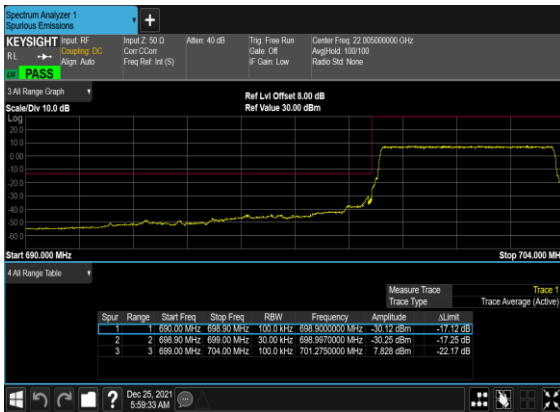 Spectrum Analyzer 1
Spurious Emissions
+
KEYSIGHT Input: RF Input Z: 50 Ω Atten: 40 dB Trig: Free Run Center Freq: 22.005000000 GHz
RL Coupling: DC Corr CCorr Gate: Off Avg|Hold: 100/100
Align: Auto Freq Ref: Int (S) IF Gain: Low Radio Std: None
PASS
3 All Range Graph
Ref Lvl Offset 8.00 dB
Scale/Div 10.0 dB Ref Value 30.00 dBm
Log
20.0
10.0
0.00
-10.0
-20.0
-30.0
-40.0
-50.0
-60.0
Start 690.000 MHz Stop 704.000 MH
4 All Range Table
Measure Trace Trace 1
Trace Type Trace Average (Active)
Spur Range Start Freq Stop Freq RBW Frequency Amplitude ΔLimit
1 1 690.00 MHz 698.90 MHz 100.0 kHz 698.9000000 MHz -30.12 dBm -17.12 dB
2 2 698.90 MHz 699.00 MHz 30.00 kHz 698.9970000 MHz -30.25 dBm -17.25 dB
3 3 699.00 MHz 704.00 MHz 100.0 kHz 701.2750000 MHz 7.828 dBm -22.17 dB
? Dec 25, 2021
5:59:33 AM